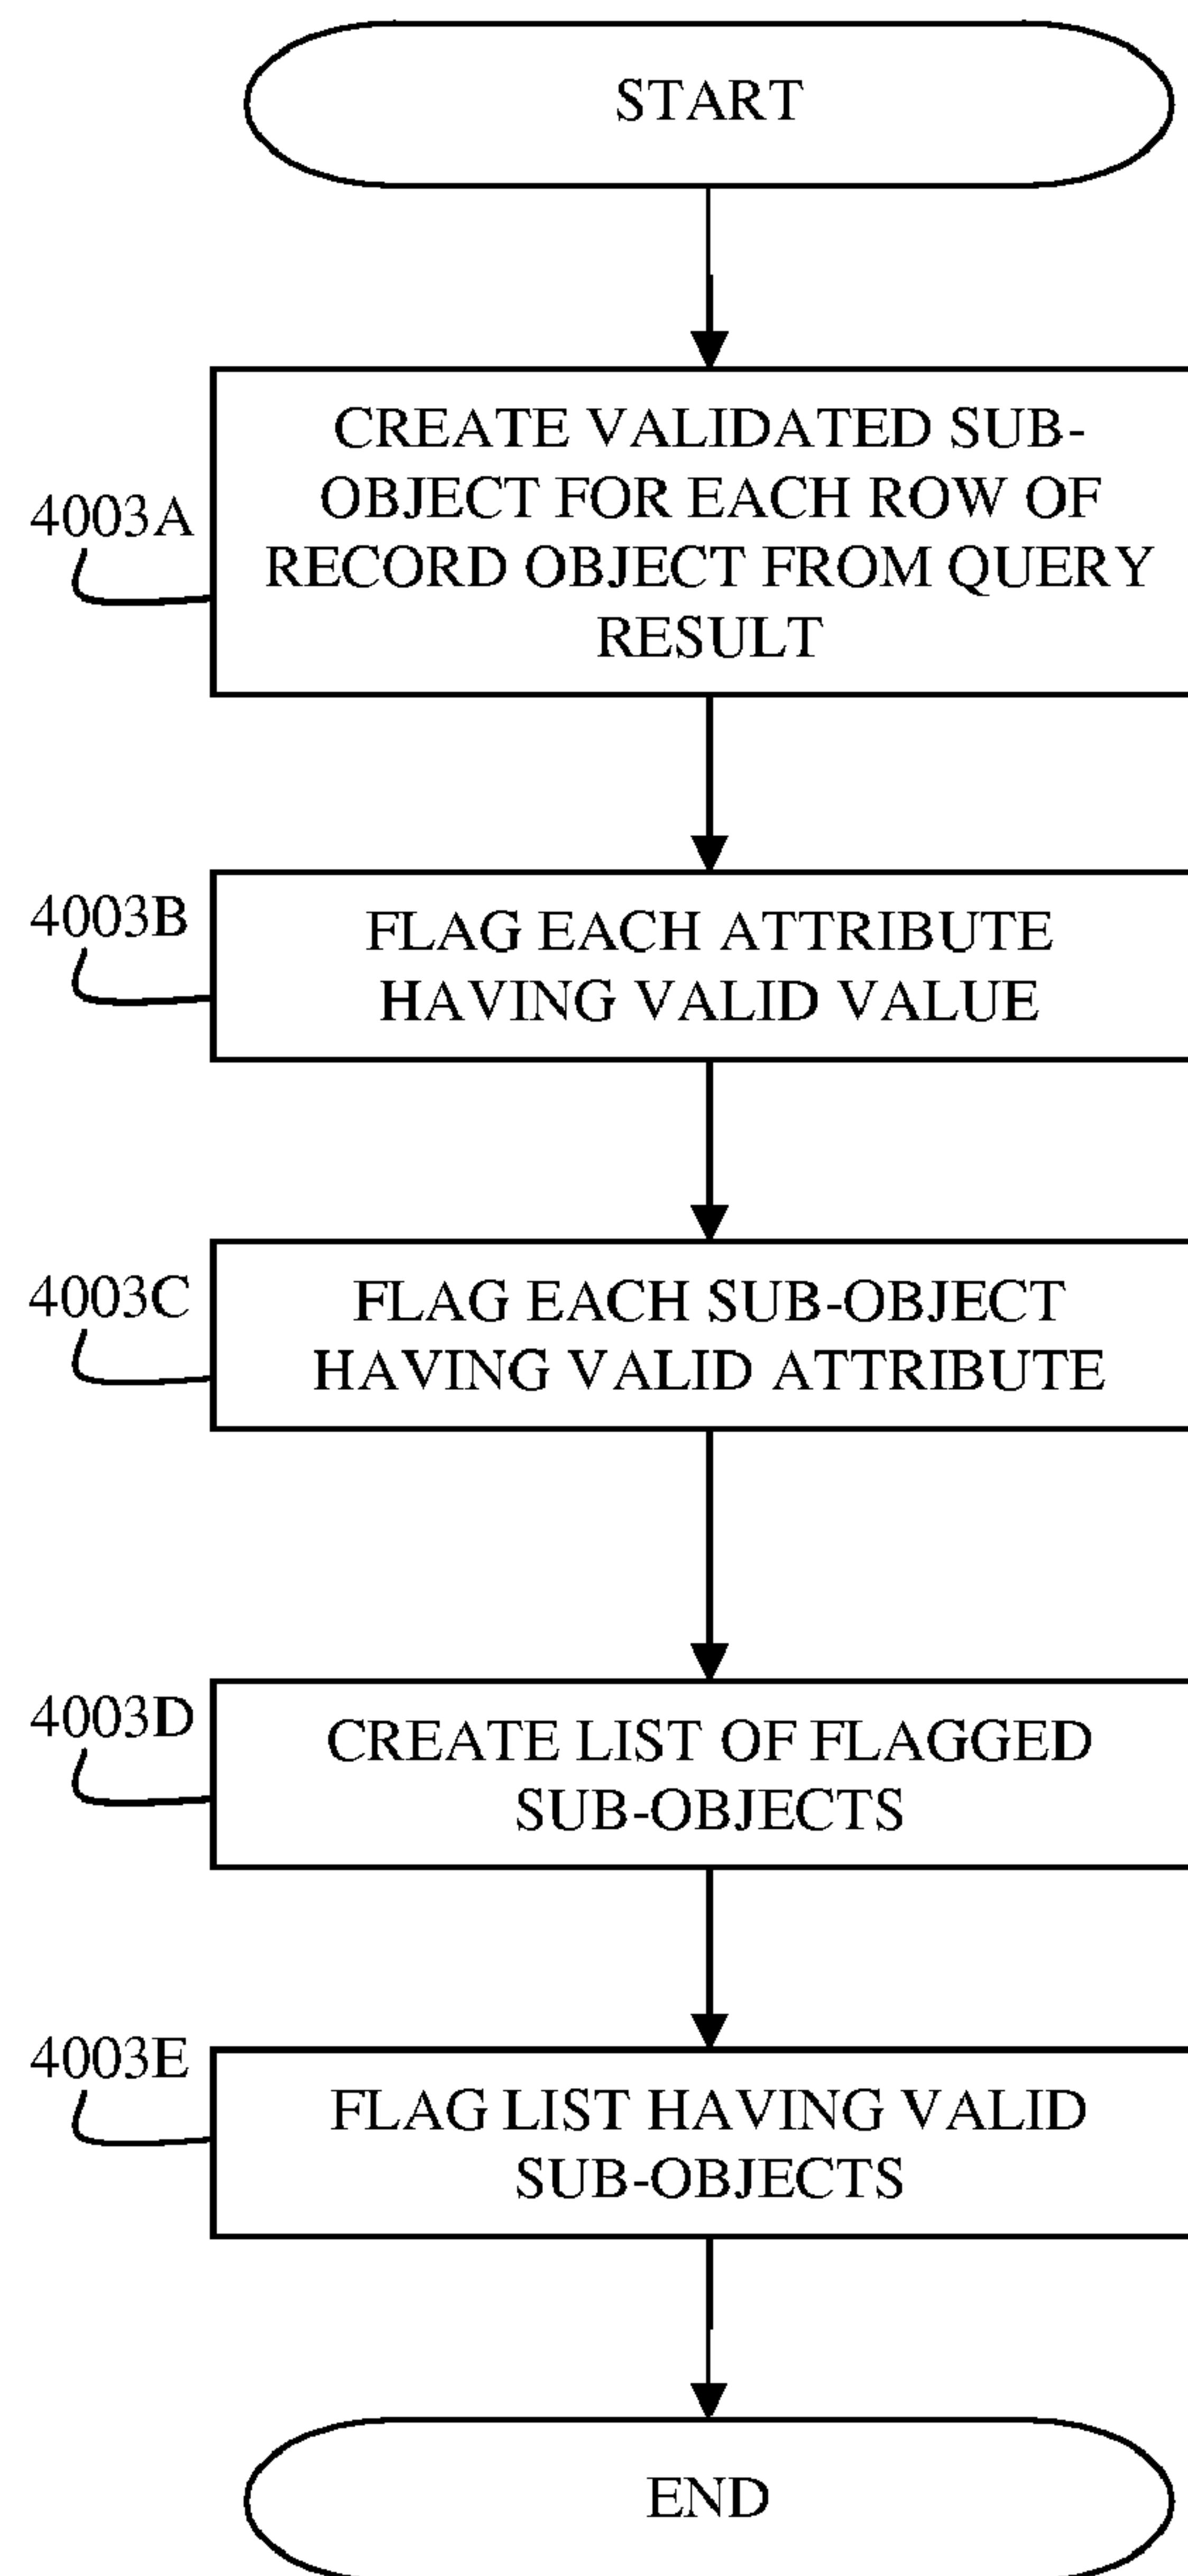 START
CREATE VALIDATED SUB-
OBJECT FOR EACH ROW OF
RECORD OBJECT FROM QUERY
RESULT
4003A
FLAG EACH ATTRIBUTE
HAVING VALID VALUE
4003B
FLAG EACH SUB-OBJECT
HAVING VALID ATTRIBUTE
4003C
CREATE LIST OF FLAGGED
SUB-OBJECTS
4003D
FLAG LIST HAVING VALID
SUB-OBJECTS
4003E
END